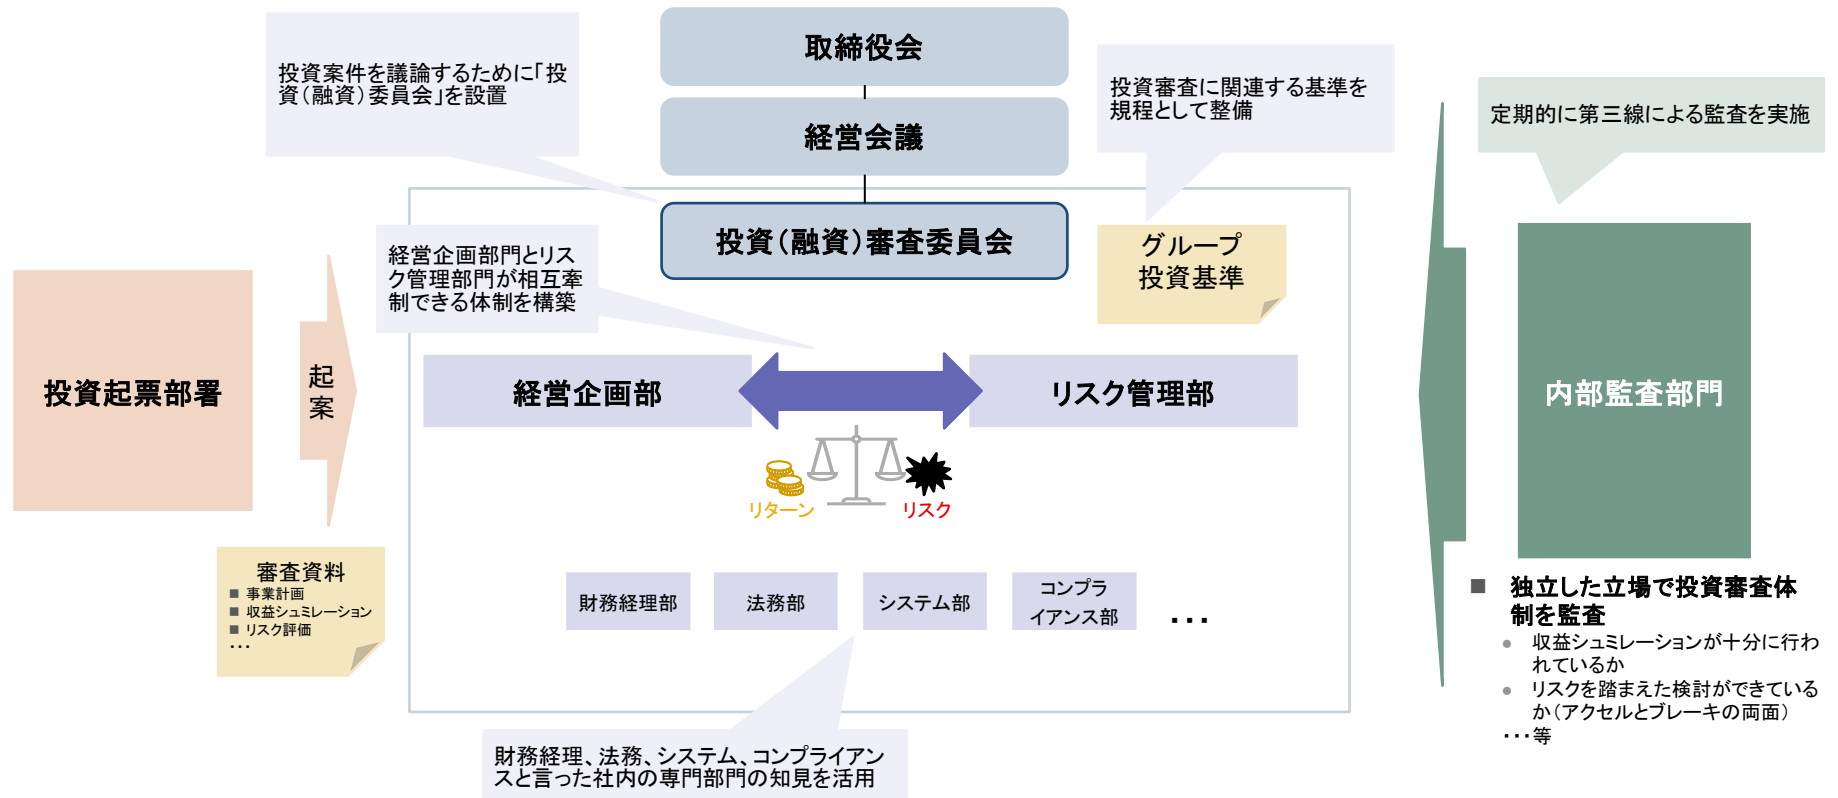 取締役会
経営会議
投資（融資）審査委員会
投資案件を議論するために「投
資（融資）委員会」を設置
投資審査に関連する基準を
規程として整備
定期的に第三線による監査を実施
経営企画部門とリス
ク管理部門が相互牽
制できる体制を構築
グループ
投資基準
投資起票部署
起
案
経営企画部
リスク管理部
内部監査部門
リターン
リスク
審査資料
■ 事業計画
■ 収益シュミレーション
■ リスク評価
・・・
財務経理部
法務部
システム部
コンプラ
イアンス部
・・・
■ 独立した立場で投資審査体
制を監査
● 収益シュミレーションが十分に行わ
れているか
● リスクを踏まえた検討ができている
か（アクセルとブレーキの両面）
・・・等
財務経理、法務、システム、コンプライアン
スと言った社内の専門部門の知見を活用